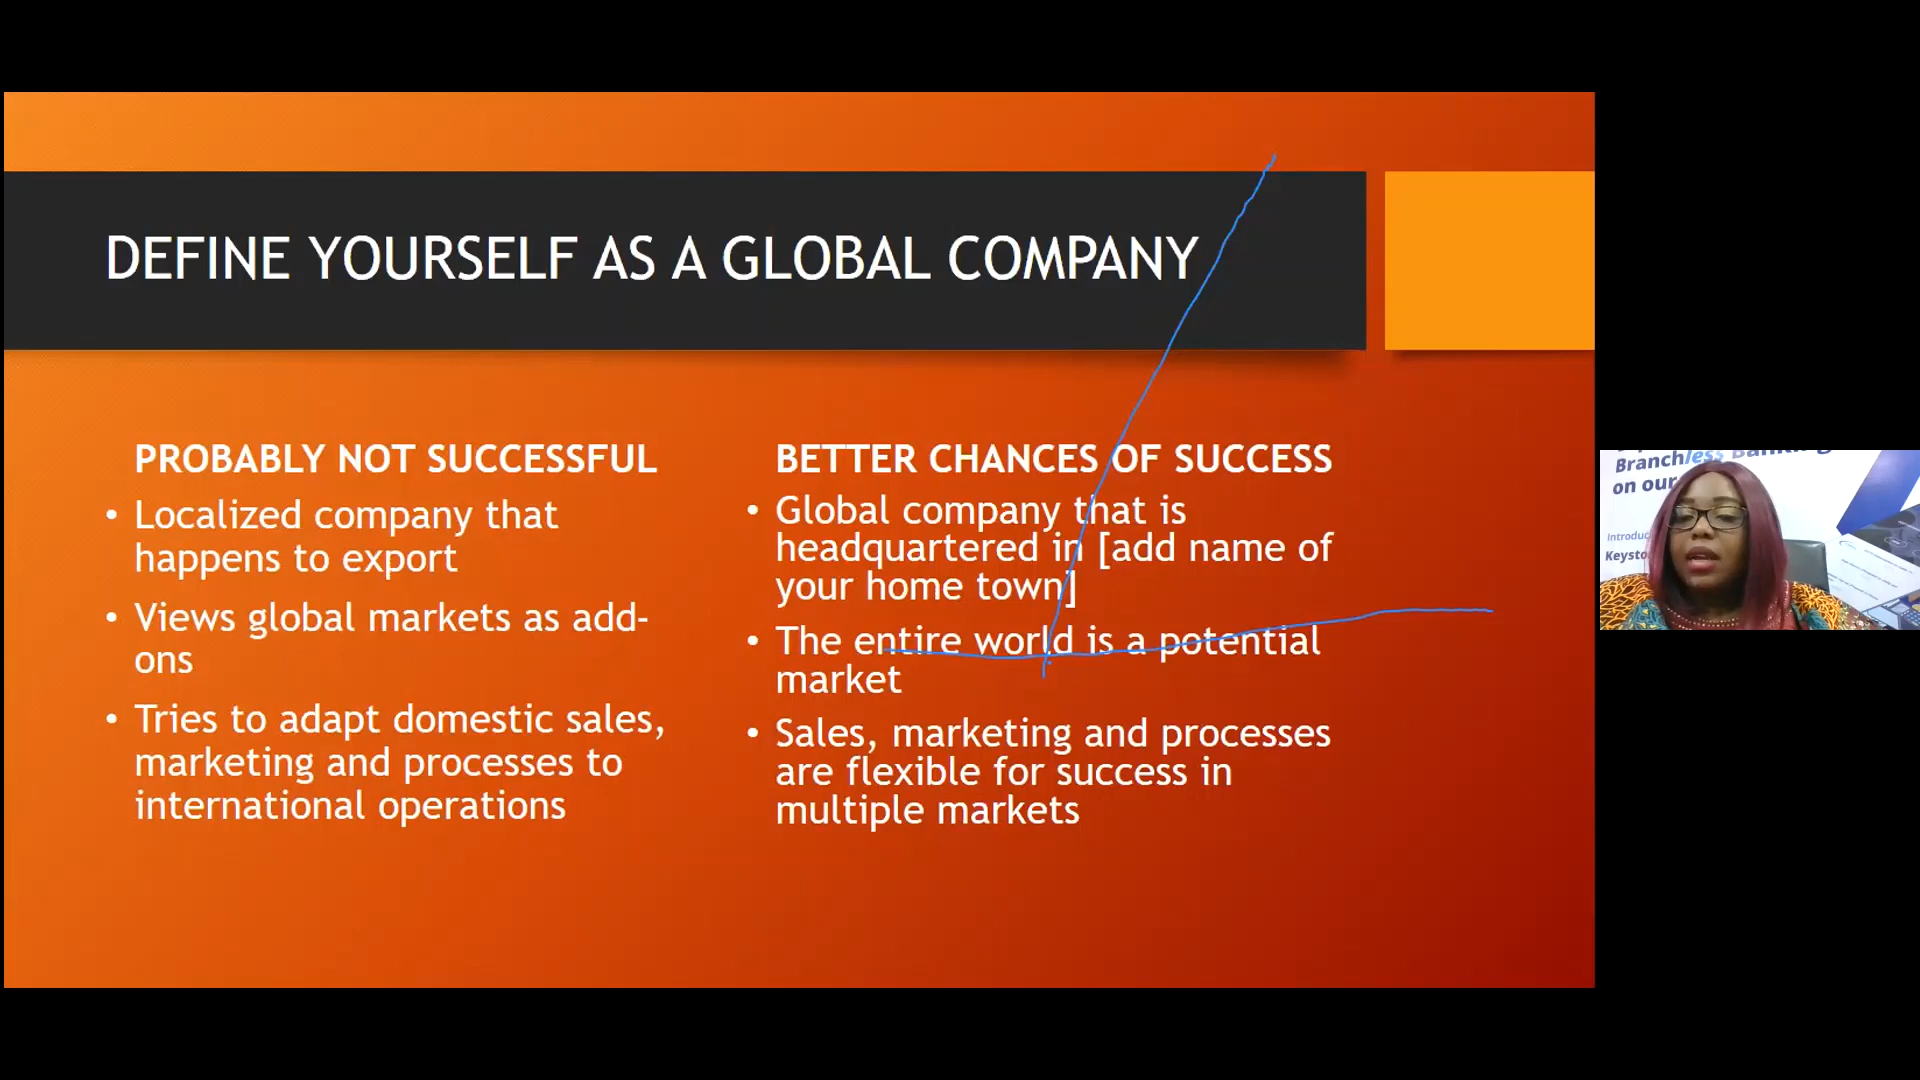 DEFINE YOURSELF AS A GLOBAL COMPANY
PROBABLY NOT SUCCESSFUL
• Localized company that
happens to export
• Views global markets as add-
ons
• Tries to adapt domestic sales,
marketing and processes to
international operations
BETTER CHANCES OF SUCCESS
• Global company that is
headquartered in [add name of
your home town]
• The entire world is a potential
market
• Sales, marketing and processes
are flexible for success in
multiple markets
Branchless Banking
on our
Introduc
Keysto